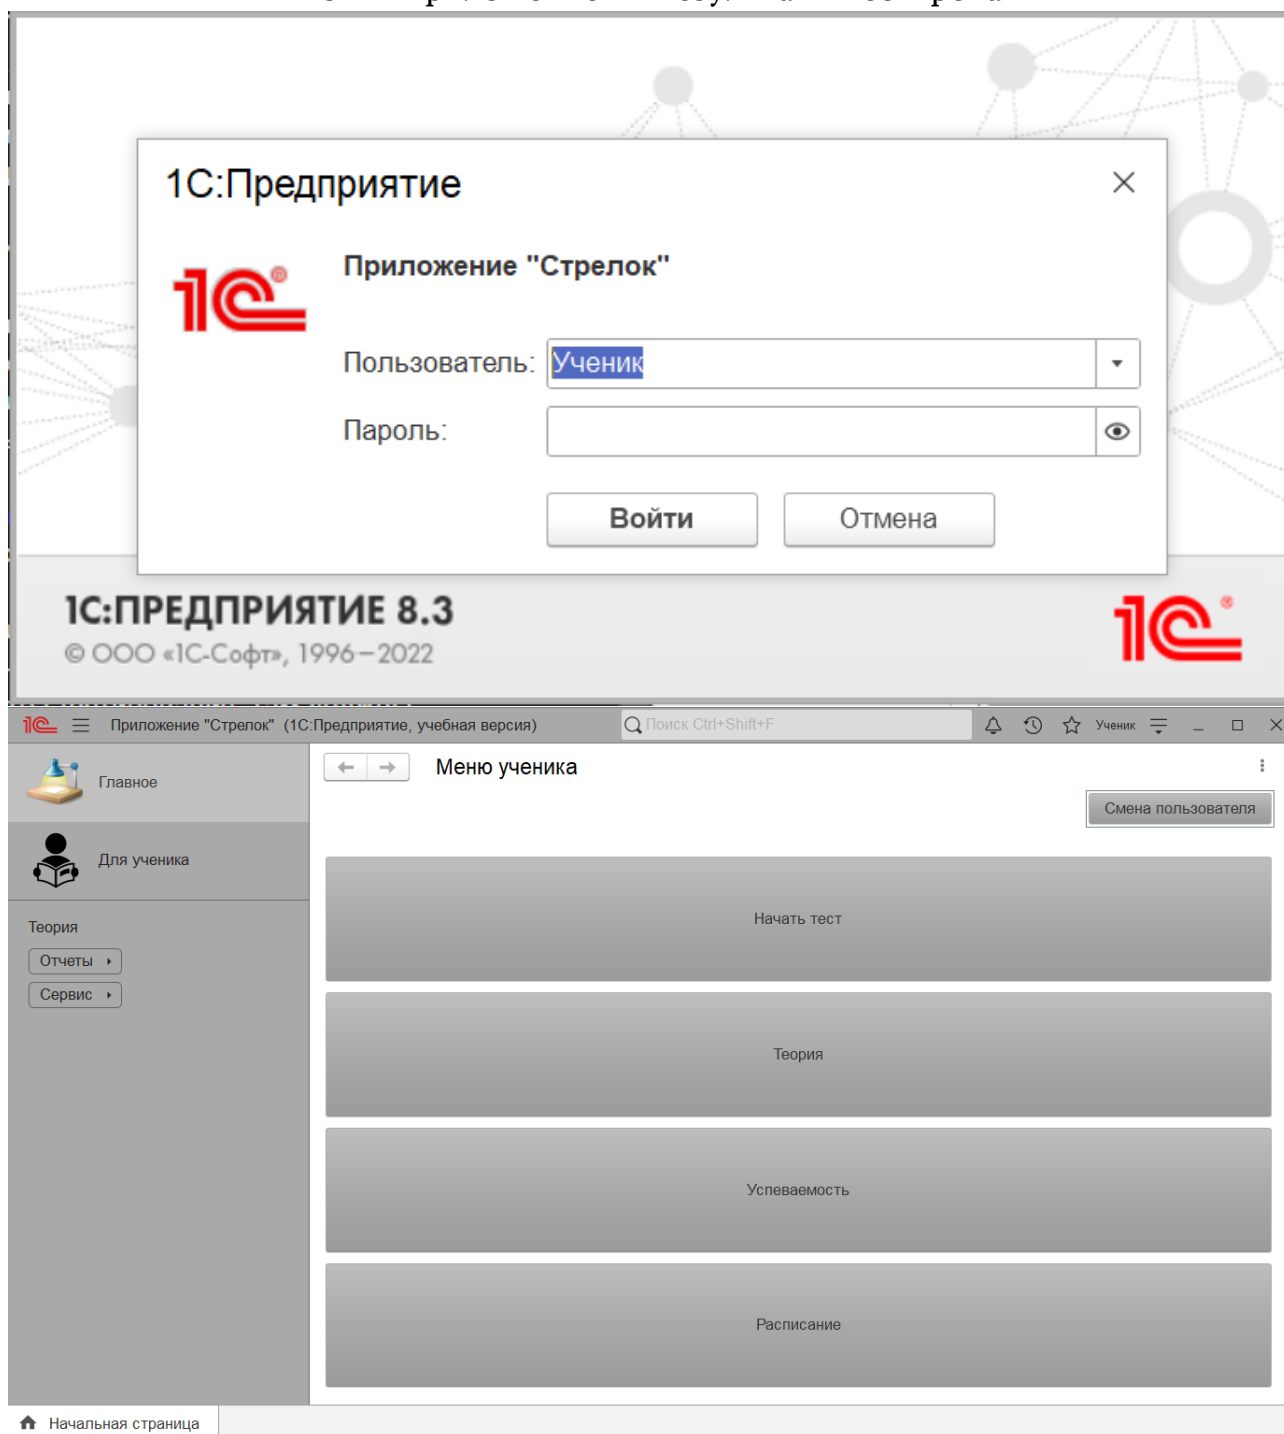 1С:Предприятие
Приложение "Стрелок"
Пользователь: Ученик
Пароль:
Войти Отмена
1С:ПРЕДПРИЯТИЕ 8.3
© ООО «1С-Софт», 1996—2022
Приложение "Стрелок" (1С:Предприятие, учебная версия) Поиск Ctrl+Shift+F Ученик
Главное
Для ученика
Теория
Отчеты
Сервис
Меню ученика
Смена пользователя
Начать тест
Теория
Успеваемость
Расписание
Начальная страница